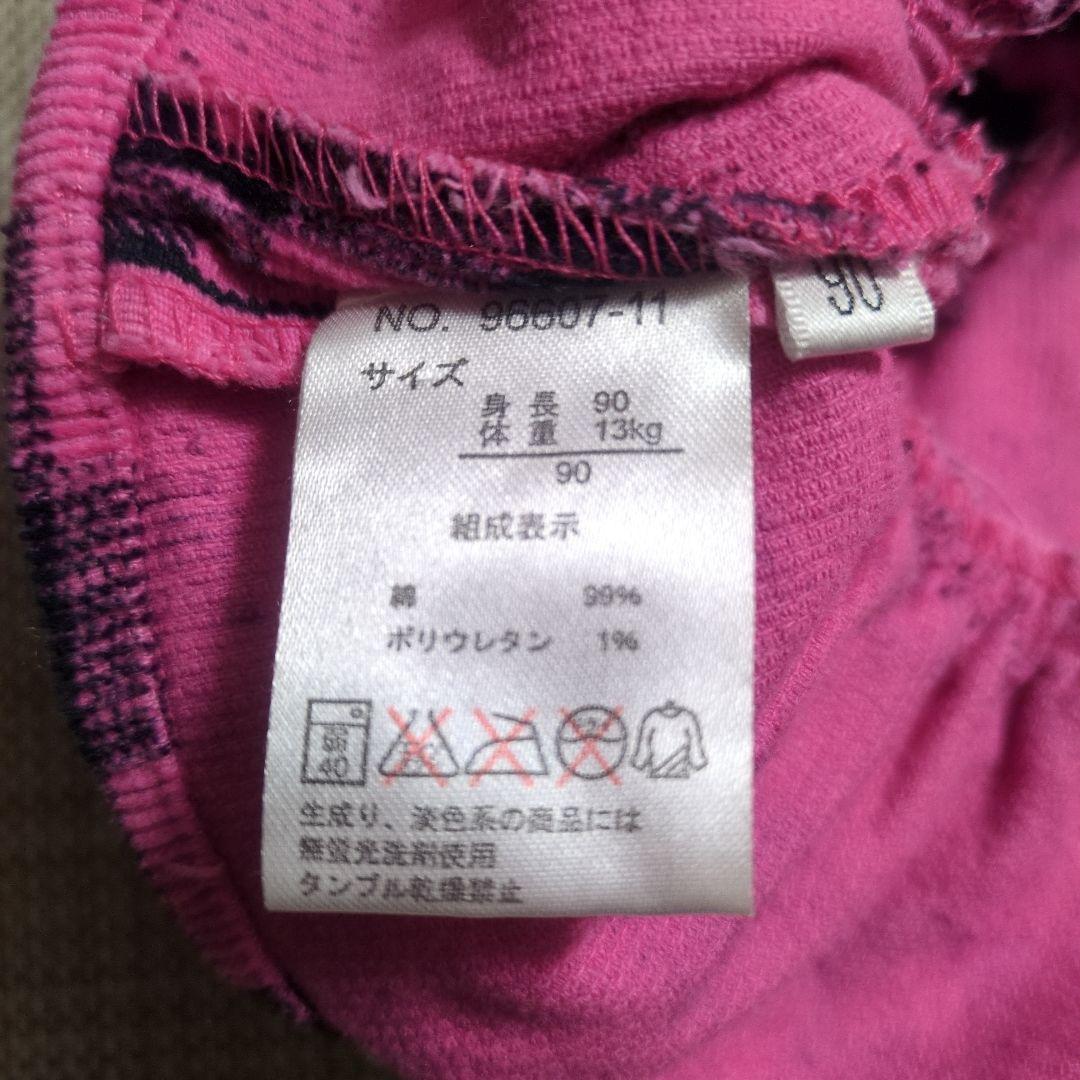 NO. 96607-11
90
サイズ
身長 90
体重 13kg
90
組成表示
綿 99%
ポリウレタン 1%
40
生成り、淡色系の商品には
無蛍光洗剤使用
タンブル乾燥禁止